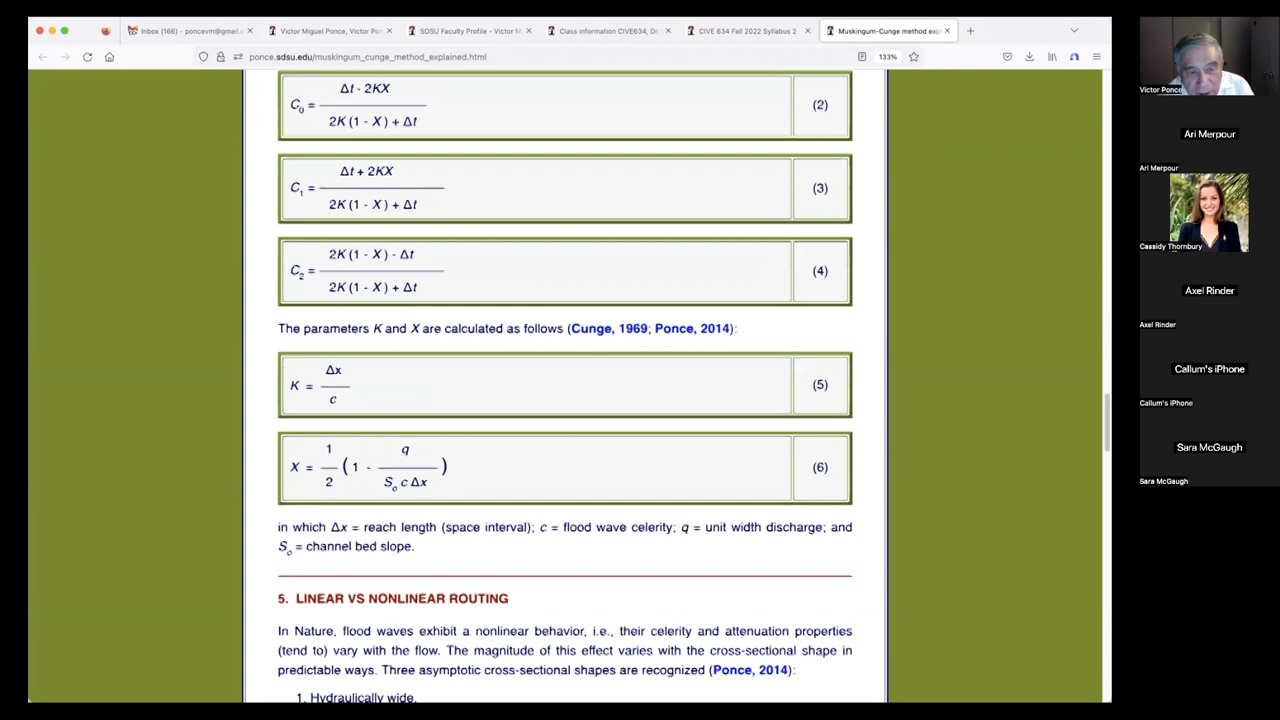 Inbox (166) - poncevm@gmail.c
Victor Miguel Ponce, Victor Pon
SDSU Faculty Profile - Victor M
Class information CIVE634, Dr.
CIVE 634 Fall 2022 Syllabus 2
Muskingum-Cunge method exp
ponce.sdsu.edu/muskingum_cunge_method_explained.html
133%
C0 = (Δt - 2KX) / (2K (1 - X ) + Δt) (2)
C1 = (Δt + 2KX) / (2K (1 - X ) + Δt) (3)
C2 = (2K (1 - X ) - Δt) / (2K (1 - X ) + Δt) (4)
The parameters K and X are calculated as follows (Cunge, 1969; Ponce, 2014):
K = Δx / c (5)
X = 1 / 2 ( 1 - q / So c Δx ) (6)
in which Δx = reach length (space interval); c = flood wave celerity; q = unit width discharge; and
So = channel bed slope.
5. LINEAR VS NONLINEAR ROUTING
In Nature, flood waves exhibit a nonlinear behavior, i.e., their celerity and attenuation properties
(tend to) vary with the flow. The magnitude of this effect varies with the cross-sectional shape in
predictable ways. Three asymptotic cross-sectional shapes are recognized (Ponce, 2014):
1. Hydraulically wide.
Victor Ponce
Ari Merpour
Ari Merpour
Cassidy Thornbury
Axel Rinder
Axel Rinder
Callum's iPhone
Callum's iPhone
Sara McGaugh
Sara McGaugh